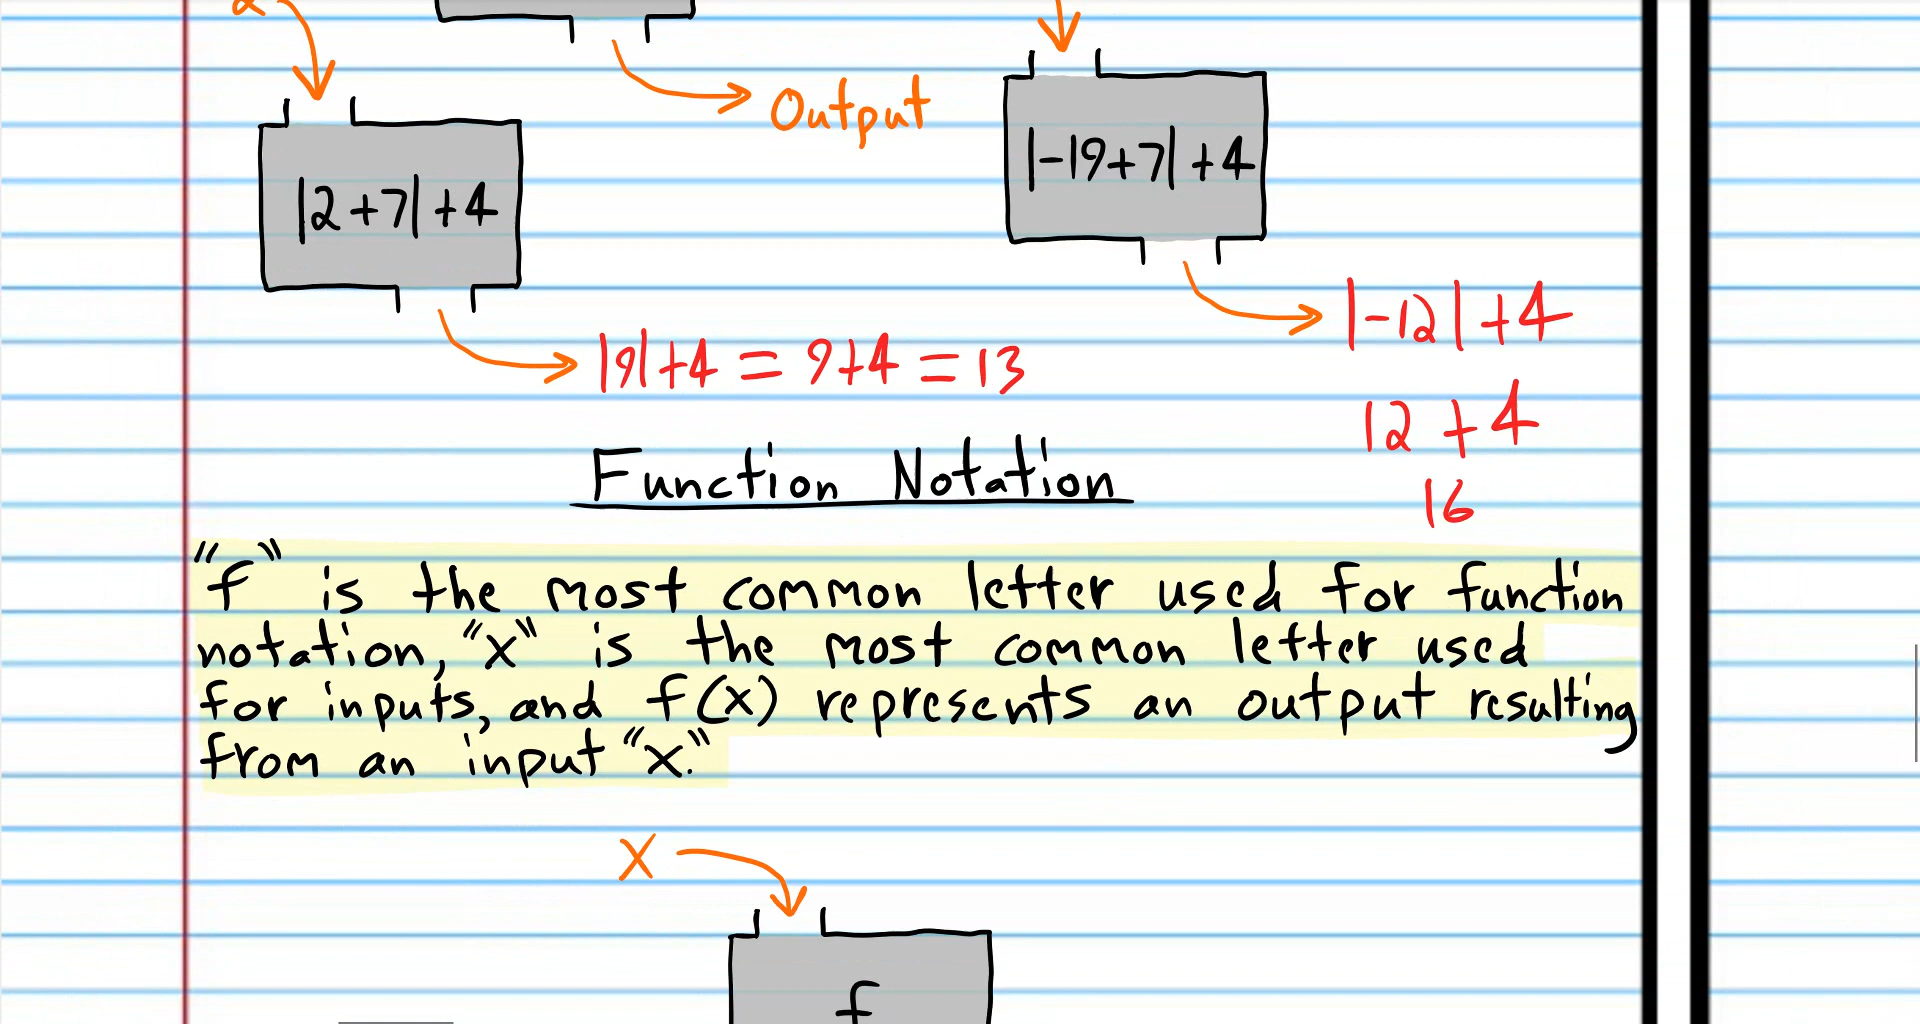 2
Output
|-19+7|+4
|2+7|+4
|-12|+4
|9|+4 = 9+4 = 13
12 + 4
16
Function Notation
"f" is the most common letter used for function
notation, "x" is the most common letter used
for inputs, and f(x) represents an output resulting
from an input "x."
X
f